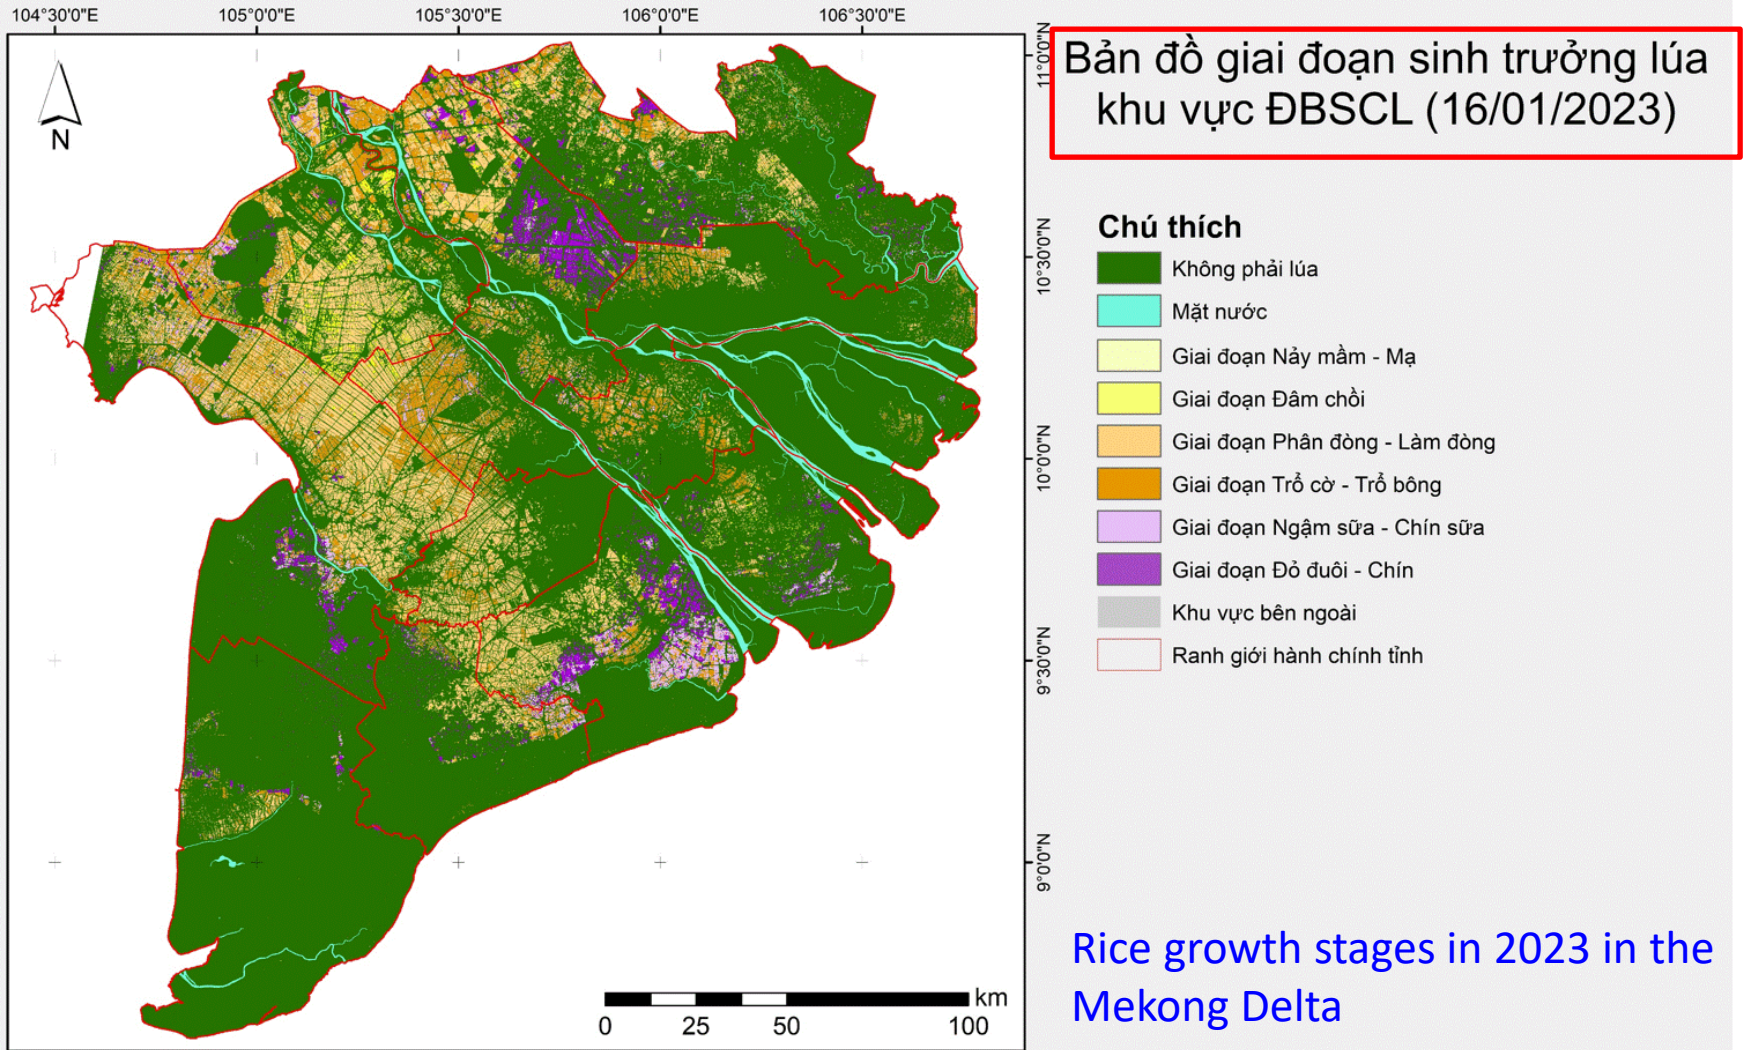 104°30'0"E
105°0'0"E
105°30'0"E
106°0'0"E
106°30'0"E
N
11°0'0"N
10°30'0"N
10°0'0"N
9°30'0"N
9°0'0"N
Bản đồ giai đoạn sinh trưởng lúa
khu vực ĐBSCL (16/01/2023)
Chú thích
Không phải lúa
Mặt nước
Giai đoạn Nảy mầm - Mạ
Giai đoạn Đâm chồi
Giai đoạn Phân đòng - Làm đòng
Giai đoạn Trổ cờ - Trổ bông
Giai đoạn Ngậm sữa - Chín sữa
Giai đoạn Đỏ đuôi - Chín
Khu vực bên ngoài
Ranh giới hành chính tỉnh
km
0 25 50 100
Rice growth stages in 2023 in the
Mekong Delta